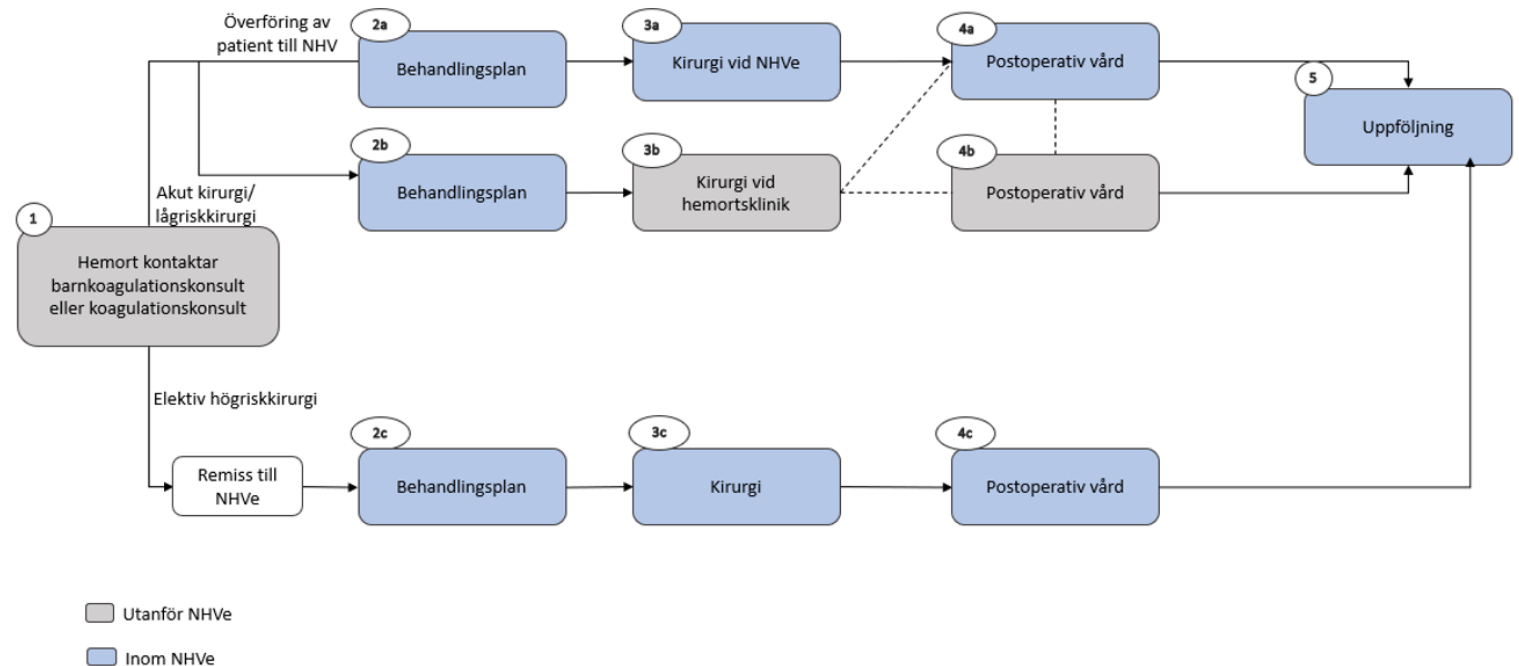 Överföring av
patient till NHV
2a
Behandlingsplan
3a
Kirurgi vid NHVe
4a
Postoperativ vård
5
Uppföljning
2b
Behandlingsplan
3b
Kirurgi vid
hemortsklinik
4b
Postoperativ vård
Akut kirurgi/
lågriskkirurgi
1
Hemort kontaktar
barnkoagulationskonsult
eller koagulationskonsult
Elektiv högriskkirurgi
Remiss till
NHVe
2c
Behandlingsplan
3c
Kirurgi
4c
Postoperativ vård
Utanför NHVe
Inom NHVe